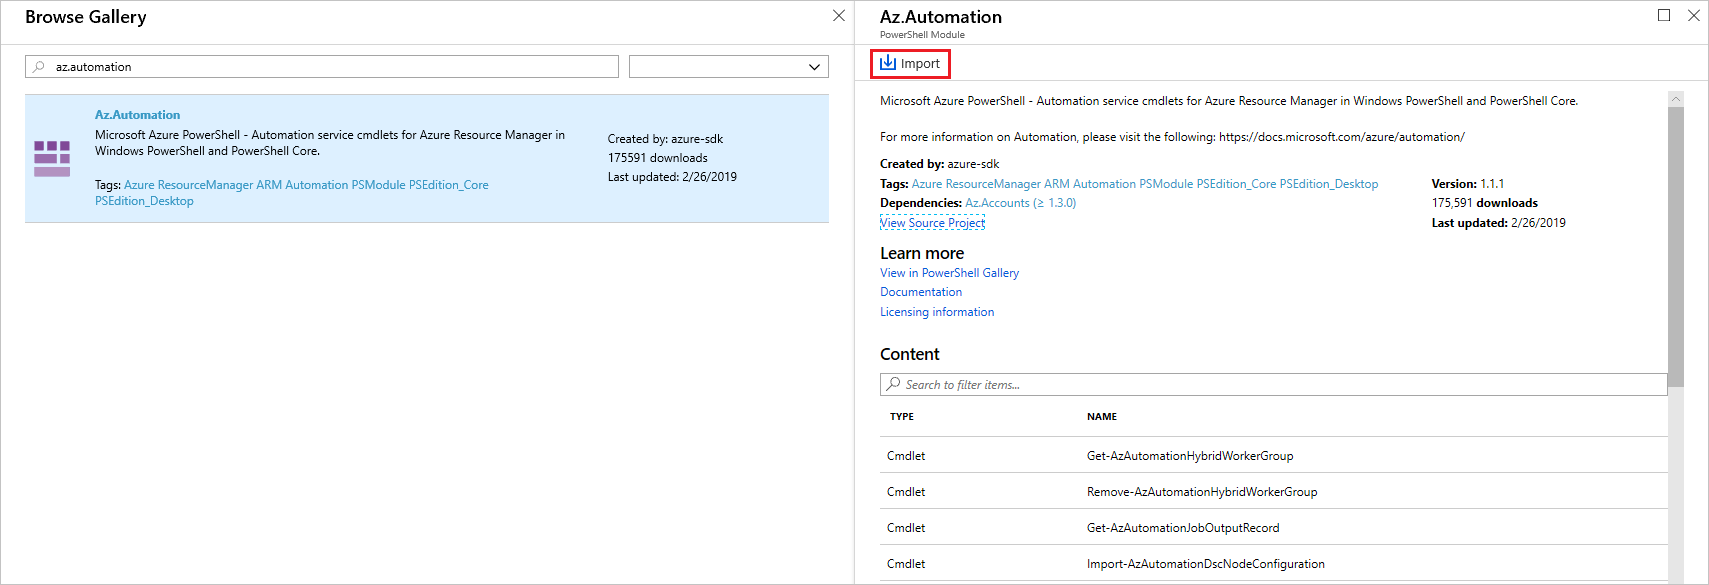 Browse Gallery
az.automation
Az.Automation
Microsoft Azure PowerShell - Automation service cmdlets for Azure Resource Manager in
Windows PowerShell and PowerShell Core.
Tags: Azure ResourceManager ARM Automation PSModule PSEdition_Core
PSEdition_Desktop
Created by: azure-sdk
175591 downloads
Last updated: 2/26/2019
Az.Automation
PowerShell Module
Import
Microsoft Azure PowerShell - Automation service cmdlets for Azure Resource Manager in Windows PowerShell and PowerShell Core.
For more information on Automation, please visit the following: https://docs.microsoft.com/azure/automation/
Created by: azure-sdk
Tags: Azure ResourceManager ARM Automation PSModule PSEdition_Core PSEdition_Desktop
Dependencies: Az.Accounts (≥ 1.3.0)
View Source Project
Version: 1.1.1
175,591 downloads
Last updated: 2/26/2019
Learn more
View in PowerShell Gallery
Documentation
Licensing information
Content
Search to filter items...
TYPE NAME
Cmdlet Get-AzAutomationHybridWorkerGroup
Cmdlet Remove-AzAutomationHybridWorkerGroup
Cmdlet Get-AzAutomationJobOutputRecord
Cmdlet Import-AzAutomationDscNodeConfiguration